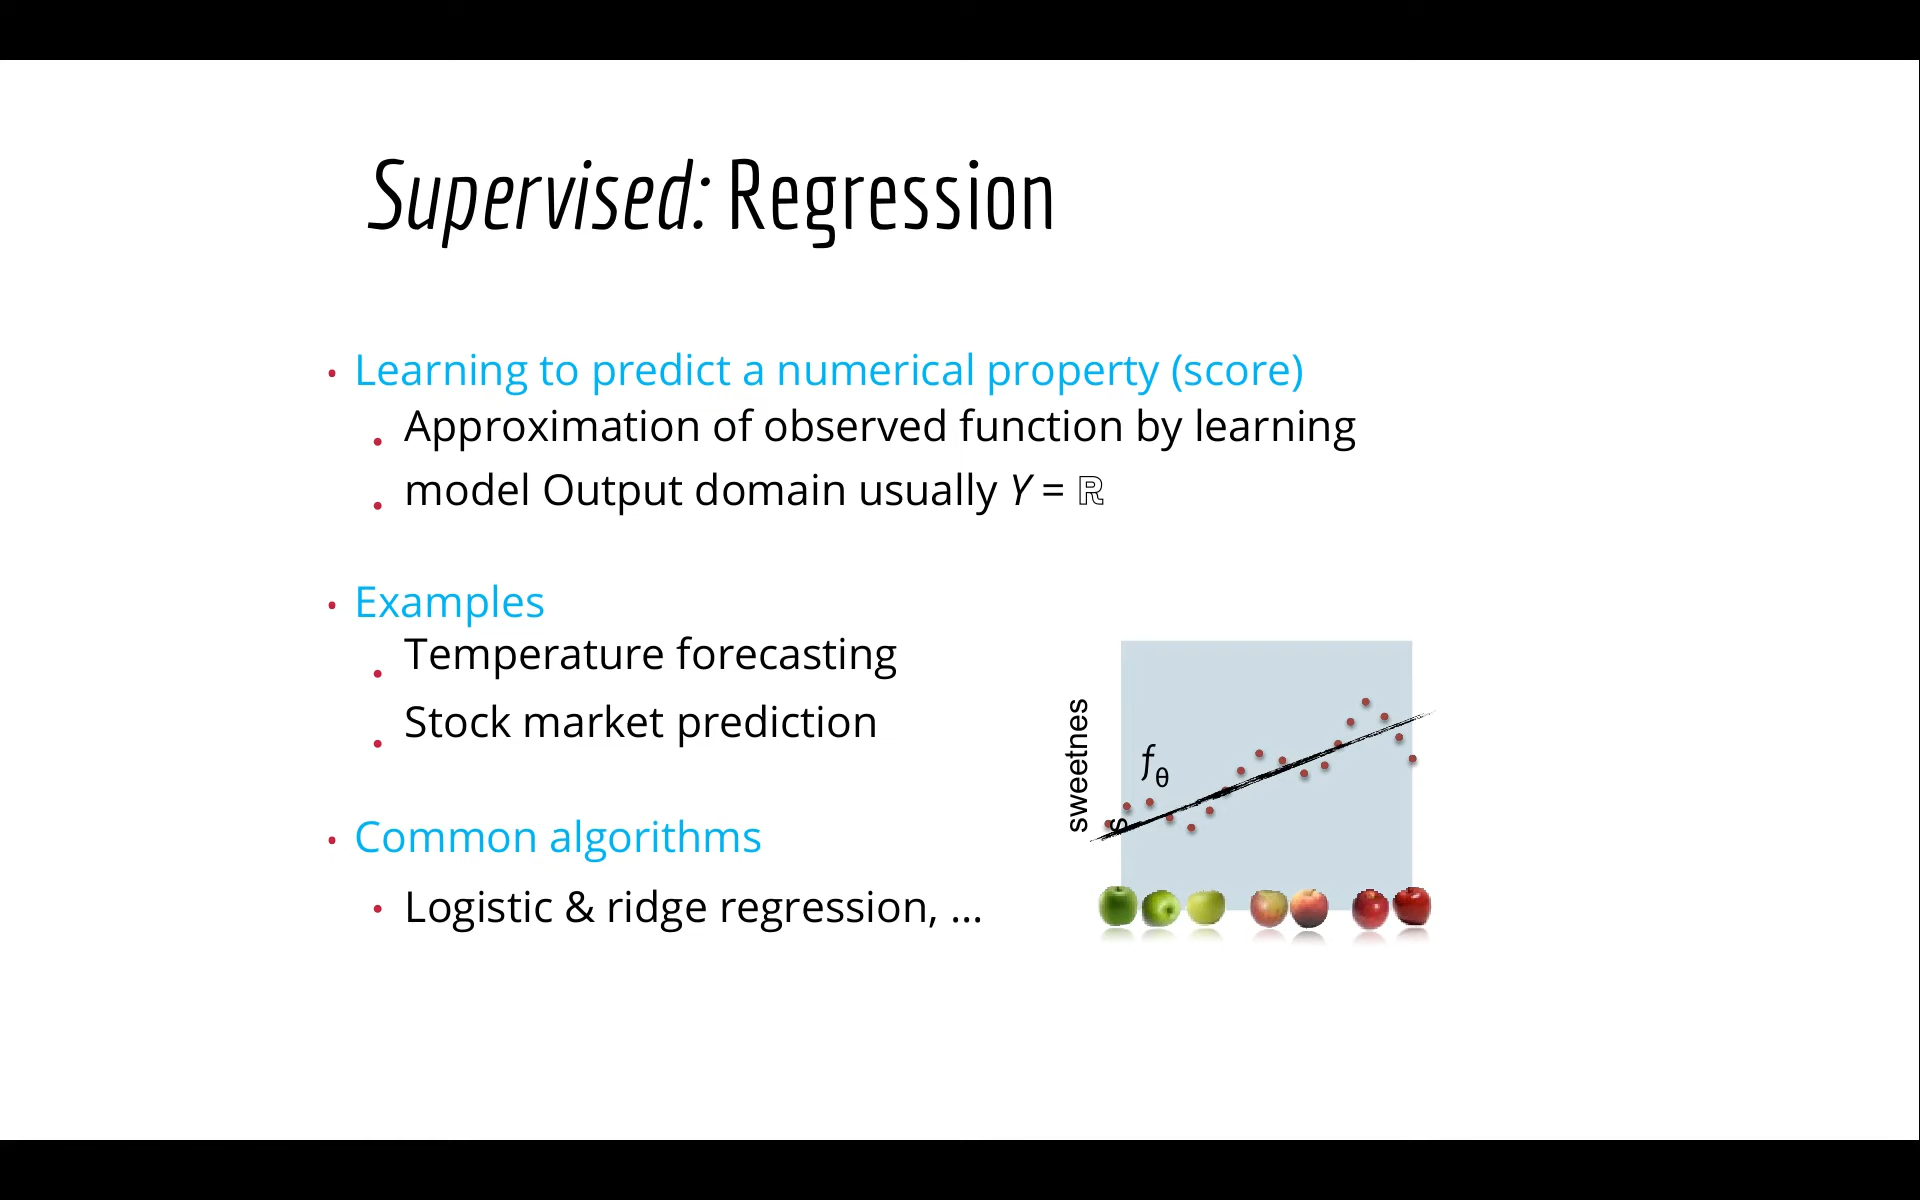 Supervised: Regression
• Learning to predict a numerical property (score)
• Approximation of observed function by learning
• model Output domain usually Y = ℝ
• Examples
• Temperature forecasting
• Stock market prediction
• Common algorithms
• Logistic & ridge regression, ...
sweetnes
s
fθ